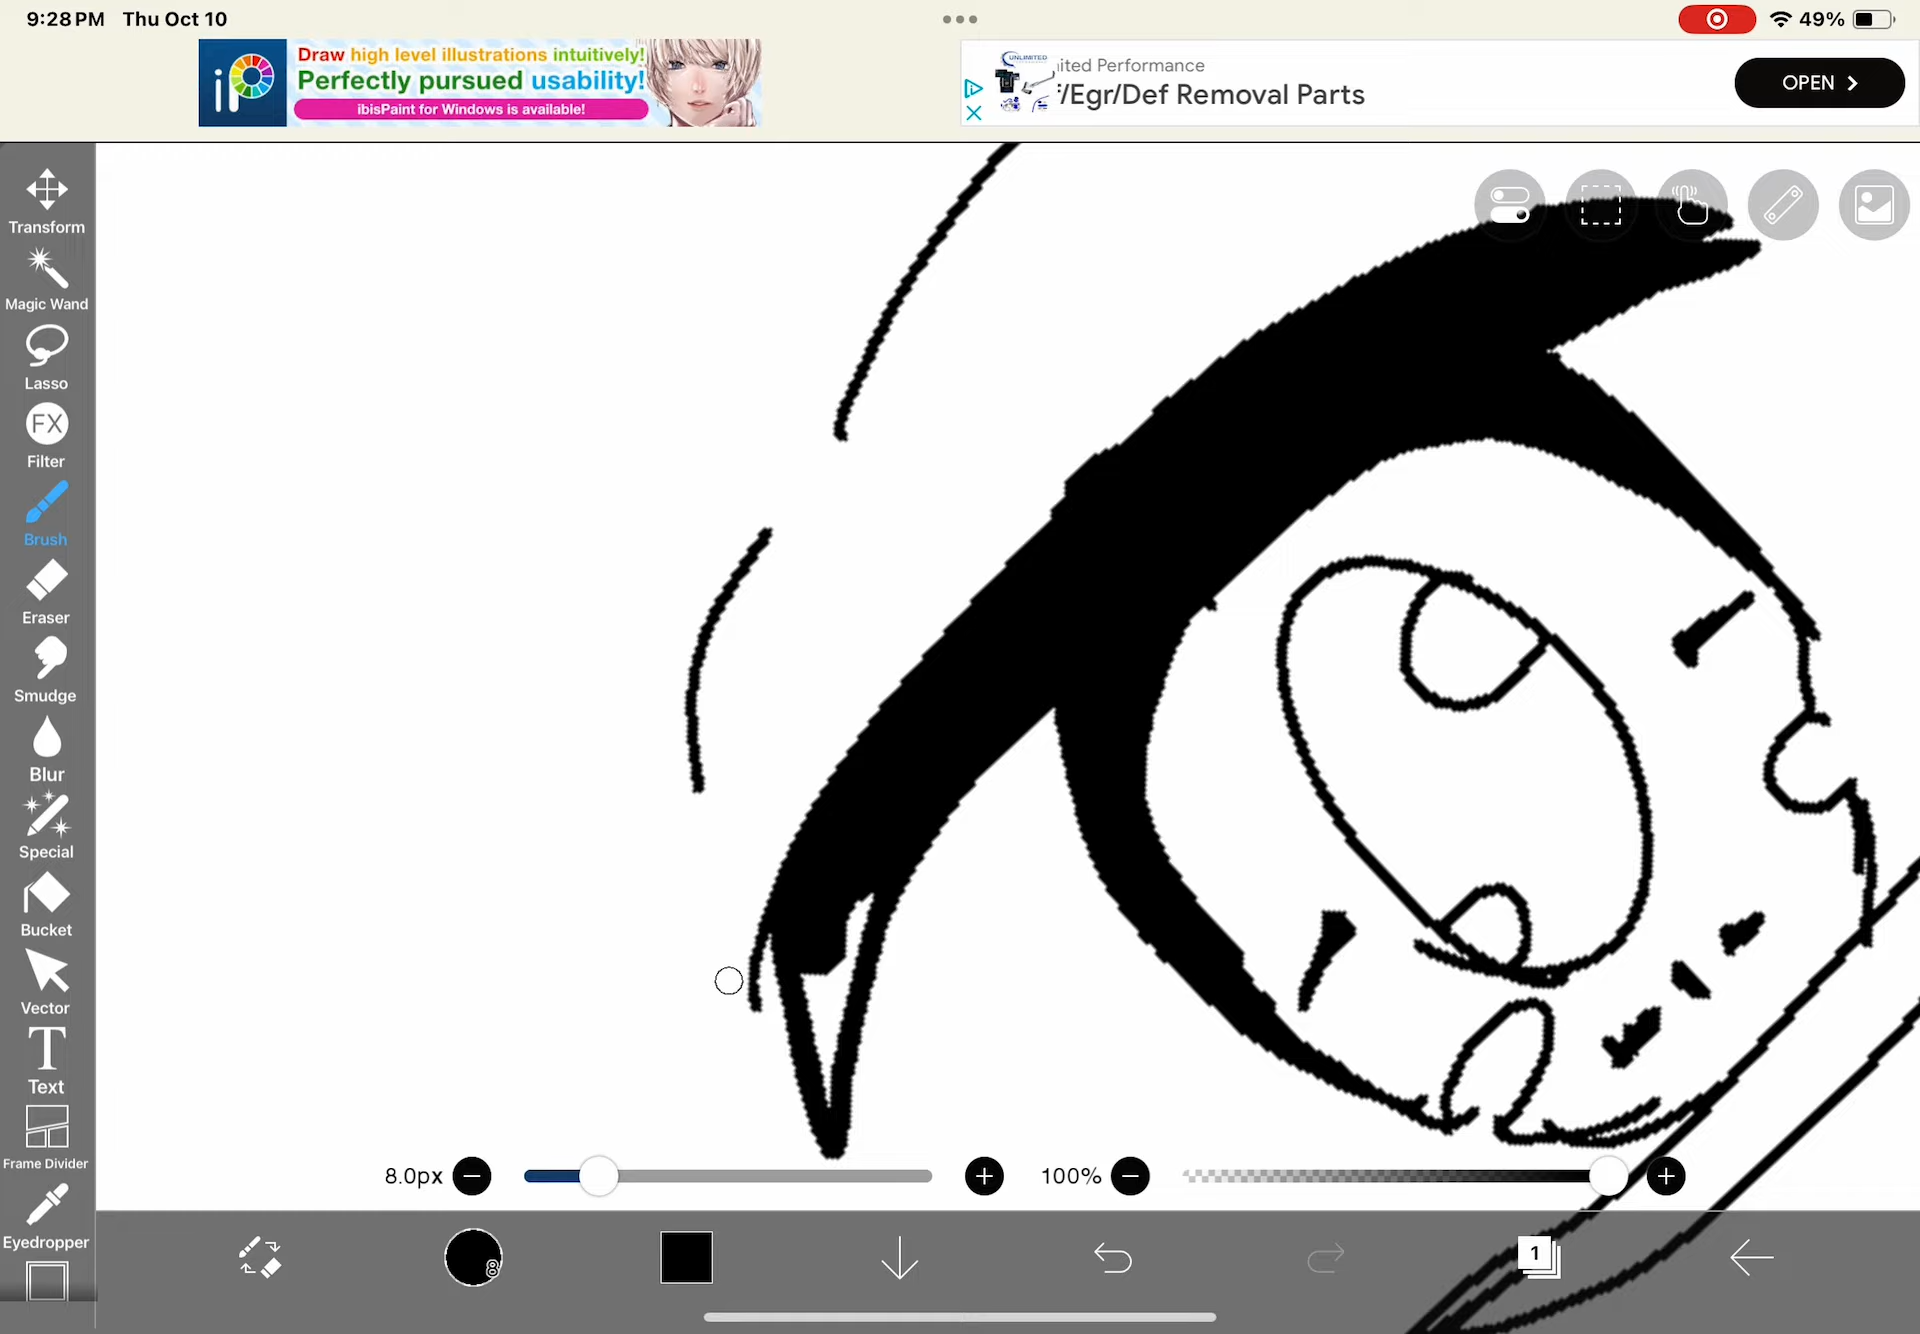 9:28 PM Thu Oct 10
49%
Draw high level illustrations intuitively!
Perfectly pursued usability!
ibisPaint for Windows is available!
UNLIMITED
ited Performance
/Egr/Def Removal Parts
OPEN
Transform
Magic Wand
Lasso
FX
Filter
Brush
Eraser
Smudge
Blur
Special
Bucket
Vector
T
Text
Frame Divider
Eyedropper
8.0px
100%
8
1